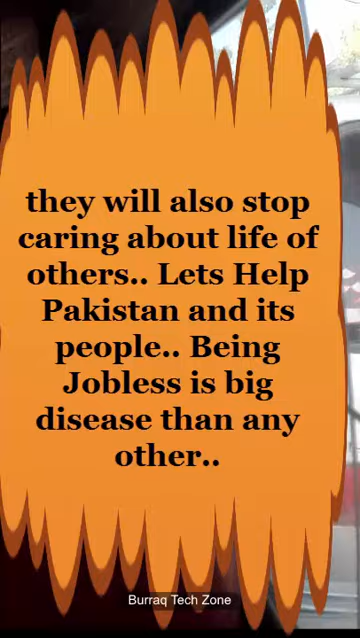 they will also stop
caring about life of
others.. Lets Help
Pakistan and its
people.. Being
Jobless is big
disease than any
other..
Burraq Tech Zone